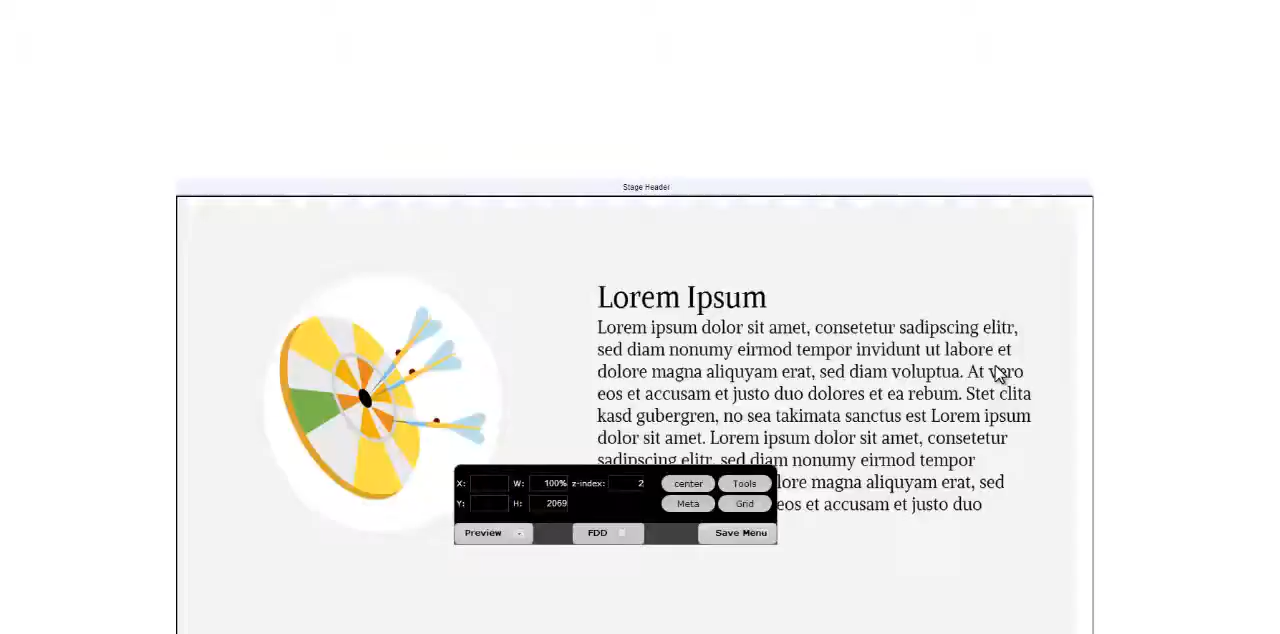 Stage Header
Lorem Ipsum
Lorem ipsum dolor sit amet, consetetur sadipscing elitr,
sed diam nonumy eirmod tempor invidunt ut labore et
dolore magna aliquyam erat, sed diam voluptua. At vero
eos et accusam et justo duo dolores et ea rebum. Stet clita
kasd gubergren, no sea takimata sanctus est Lorem ipsum
dolor sit amet. Lorem ipsum dolor sit amet, consetetur
sadipscing elitr, sed diam nonumy eirmod tempor
lore magna aliquyam erat, sed
eos et accusam et justo duo
X: W: 100% z-index: 2 center Tools
Y: H: 2069 Meta Grid
Preview FDD Save Menu